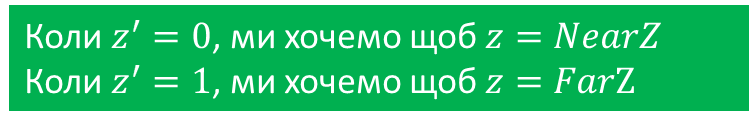 Коли z′ = 0, ми хочемо щоб z = NearZ
Коли z′ = 1, ми хочемо щоб z = FarZ